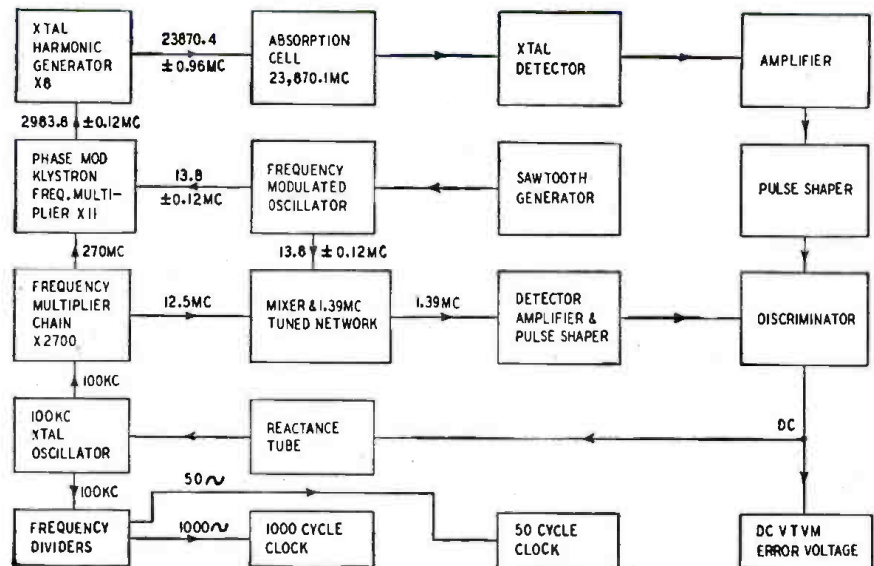 XTAL
HARMONIC
GENERATOR
X8
23870.4
±0.96MC
ABSORPTION
CELL
23,870.1MC
XTAL
DETECTOR
AMPLIFIER
2983.8 ±0.12MC
PHASE MOD
KLYSTRON
FREQ. MULTI-
PLIER X11
13.8
±0.12MC
FREQUENCY
MODULATED
OSCILLATOR
SAWTOOTH
GENERATOR
PULSE SHAPER
270MC
13.8 ±0.12MC
FREQUENCY
MULTIPLIER
CHAIN
X2700
12.5MC
MIXER & 1.39MC
TUNED NETWORK
1.39MC
DETECTOR
AMPLIFIER &
PULSE SHAPER
DISCRIMINATOR
100KC
100KC
XTAL
OSCILLATOR
REACTANCE
TUBE
DC
100KC
50~
FREQUENCY
DIVIDERS
1000~
1000 CYCLE
CLOCK
50 CYCLE
CLOCK
DC VTVM
ERROR VOLTAGE